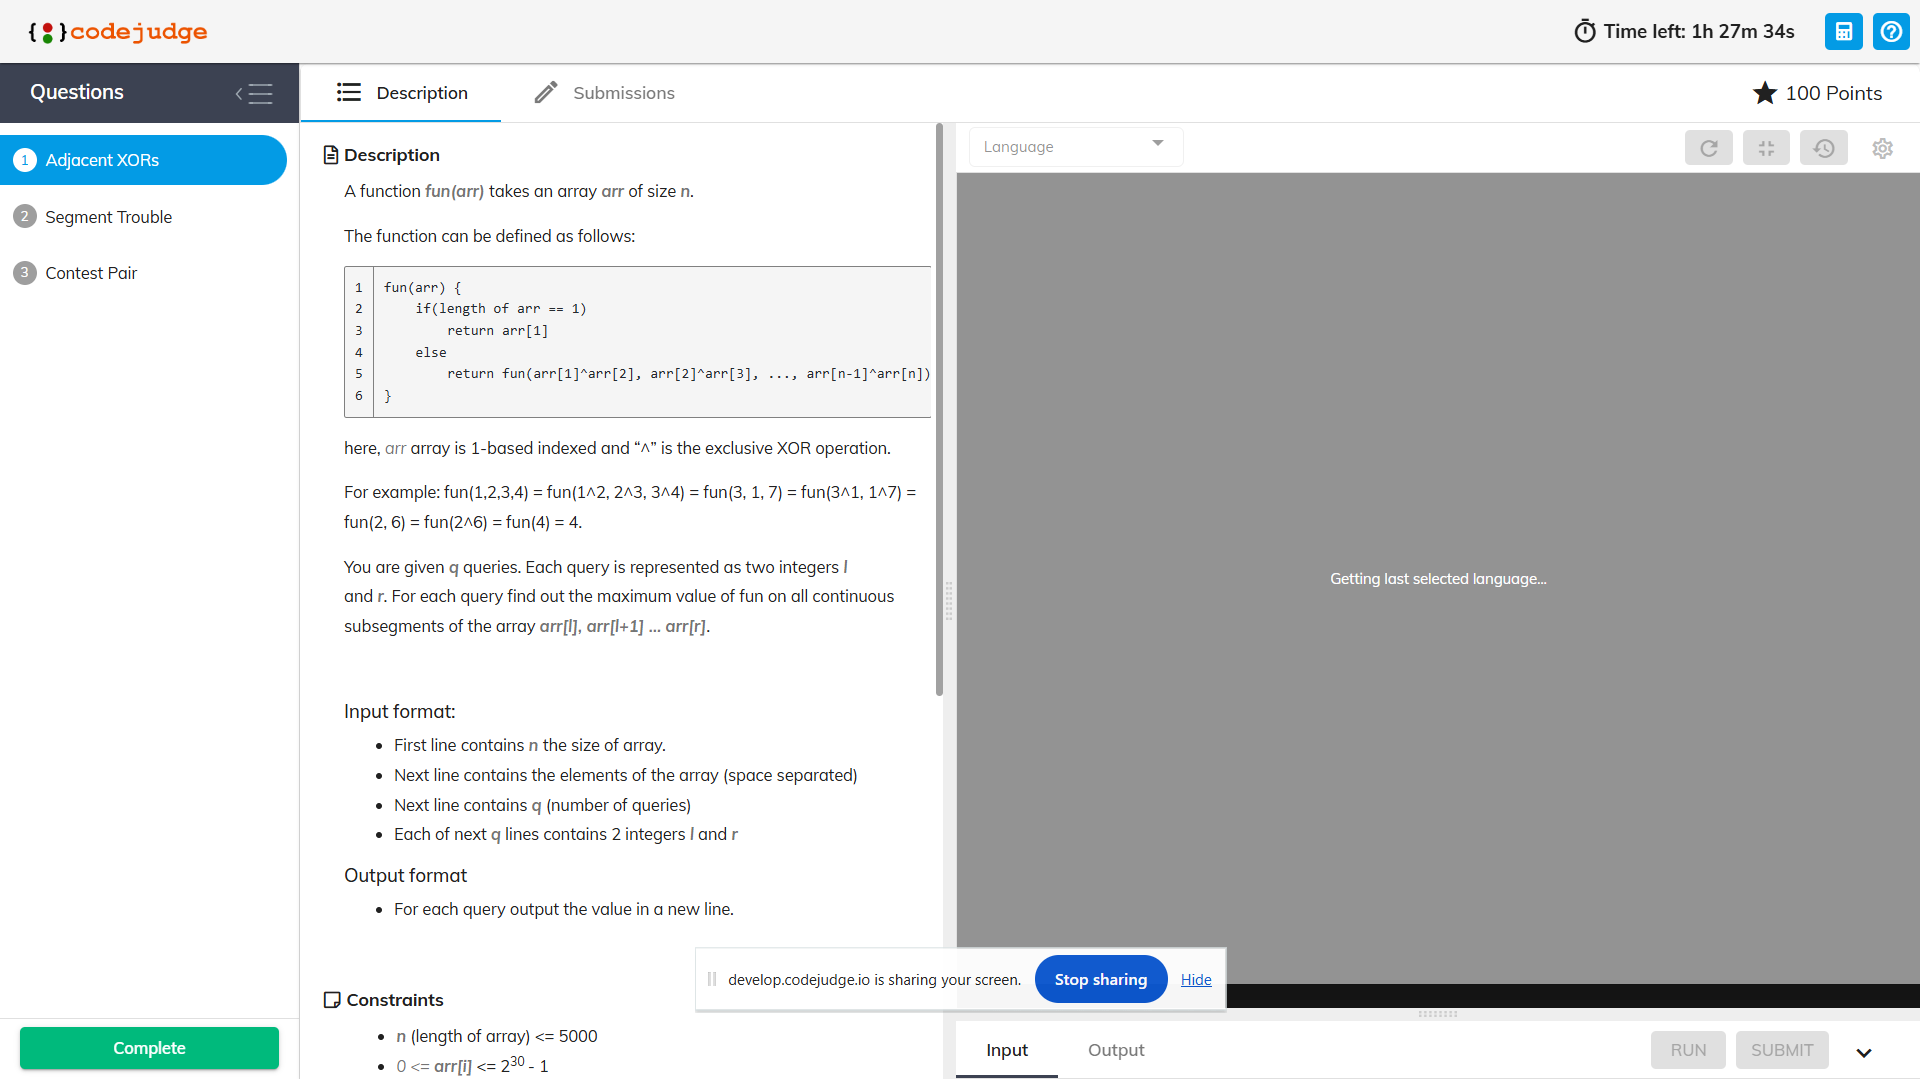 { } codejudge
Time left: 1h 27m 34s
Questions
Description
Submissions
100 Points
1 Adjacent XORs
2 Segment Trouble
3 Contest Pair
Complete
Description
A function fun(arr) takes an array arr of size n.
The function can be defined as follows:
1 fun(arr) {
2 if(length of arr == 1)
3 return arr[1]
4 else
5 return fun(arr[1]^arr[2], arr[2]^arr[3], ..., arr[n-1]^arr[n])
6 }
here, arr array is 1-based indexed and “^” is the exclusive XOR operation.
For example: fun(1,2,3,4) = fun(1^2, 2^3, 3^4) = fun(3, 1, 7) = fun(3^1, 1^7) =
fun(2, 6) = fun(2^6) = fun(4) = 4.
You are given q queries. Each query is represented as two integers l
and r. For each query find out the maximum value of fun on all continuous
subsegments of the array arr[l], arr[l+1] ... arr[r].
Input format:
First line contains n the size of array.
Next line contains the elements of the array (space separated)
Next line contains q (number of queries)
Each of next q lines contains 2 integers l and r
Output format
For each query output the value in a new line.
Constraints
n (length of array) <= 5000
0 <= arr[i] <= 2^30 - 1
Language
Getting last selected language...
develop.codejudge.io is sharing your screen.
Stop sharing
Hide
Input
Output
RUN
SUBMIT